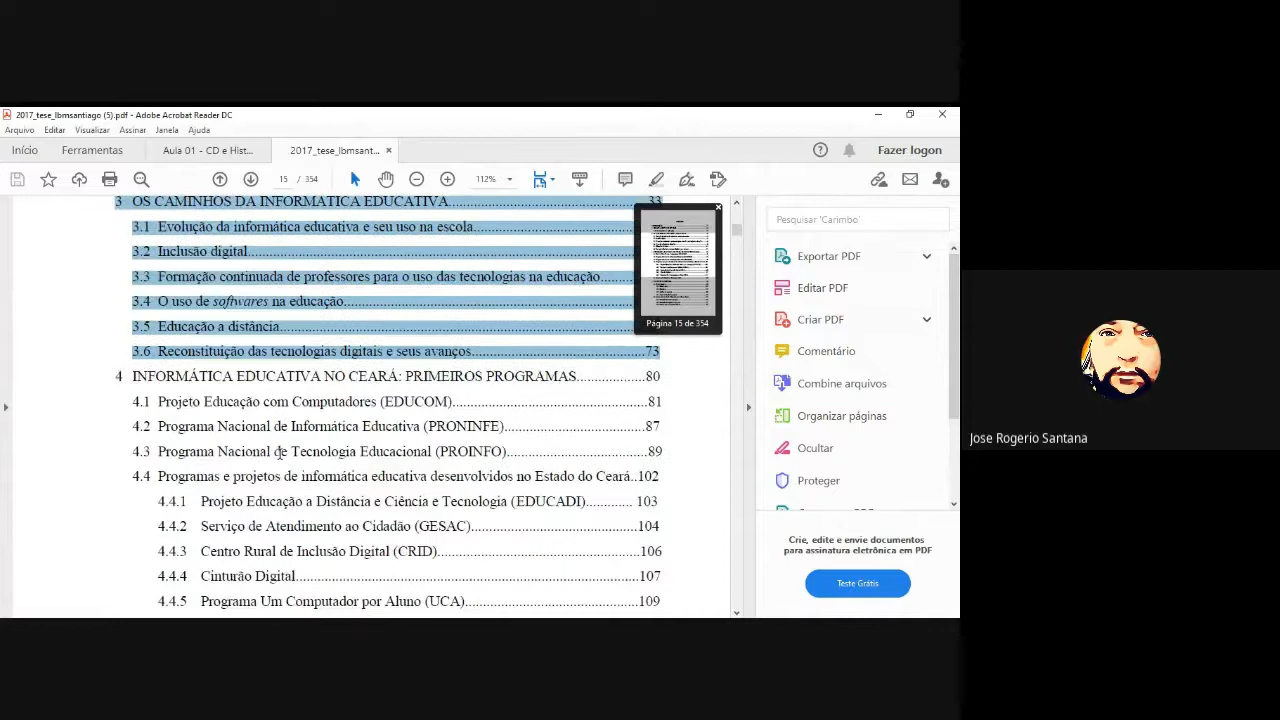 2017_tese_lbmsantiago (5).pdf - Adobe Acrobat Reader DC
Arquivo Editar Visualizar Assinar Janela Ajuda
Início Ferramentas Aula 01 - CD e Hist... 2017_tese_lbmsant... Fazer logon
15 / 354 112%
3 OS CAMINHOS DA INFORMÁTICA EDUCATIVA 33
3.1 Evolução da informática educativa e seu uso na escola
3.2 Inclusão digital
3.3 Formação continuada de professores para o uso das tecnologias na educação
3.4 O uso de softwares na educação
3.5 Educação a distância
3.6 Reconstituição das tecnologias digitais e seus avanços 73
4 INFORMÁTICA EDUCATIVA NO CEARÁ: PRIMEIROS PROGRAMAS 80
4.1 Projeto Educação com Computadores (EDUCOM) 81
4.2 Programa Nacional de Informática Educativa (PRONINFE) 87
4.3 Programa Nacional de Tecnologia Educacional (PROINFO) 89
4.4 Programas e projetos de informática educativa desenvolvidos no Estado do Ceará..102
4.4.1 Projeto Educação a Distância e Ciência e Tecnologia (EDUCADI) 103
4.4.2 Serviço de Atendimento ao Cidadão (GESAC) 104
4.4.3 Centro Rural de Inclusão Digital (CRID) 106
4.4.4 Cinturão Digital 107
4.4.5 Programa Um Computador por Aluno (UCA) 109
Página 15 de 354
Pesquisar 'Carimbo'
Exportar PDF
Editar PDF
Criar PDF
Comentário
Combine arquivos
Organizar páginas
Ocultar
Proteger
Crie, edite e envie documentos
para assinatura eletrônica em PDF
Teste Grátis
Jose Rogerio Santana